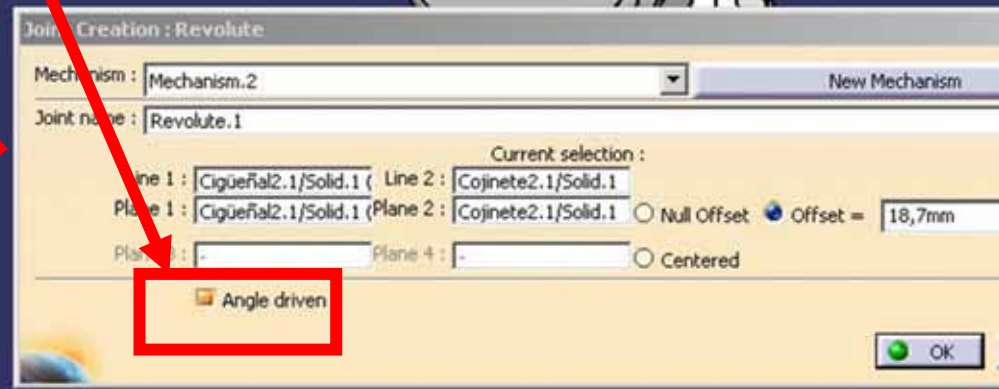 Joint Creation : Revolute
Mechanism : Mechanism.2 New Mechanism
Joint name : Revolute.1
Current selection :
Line 1 : Cigüeñal2.1/Solid.1 ( Line 2 : Cojinete2.1/Solid.1
Plane 1 : Cigüeñal2.1/Solid.1 ( Plane 2 : Cojinete2.1/Solid.1 Null Offset Offset = 18,7mm
Plane 3 : - Plane 4 : - Centered
Angle driven
OK